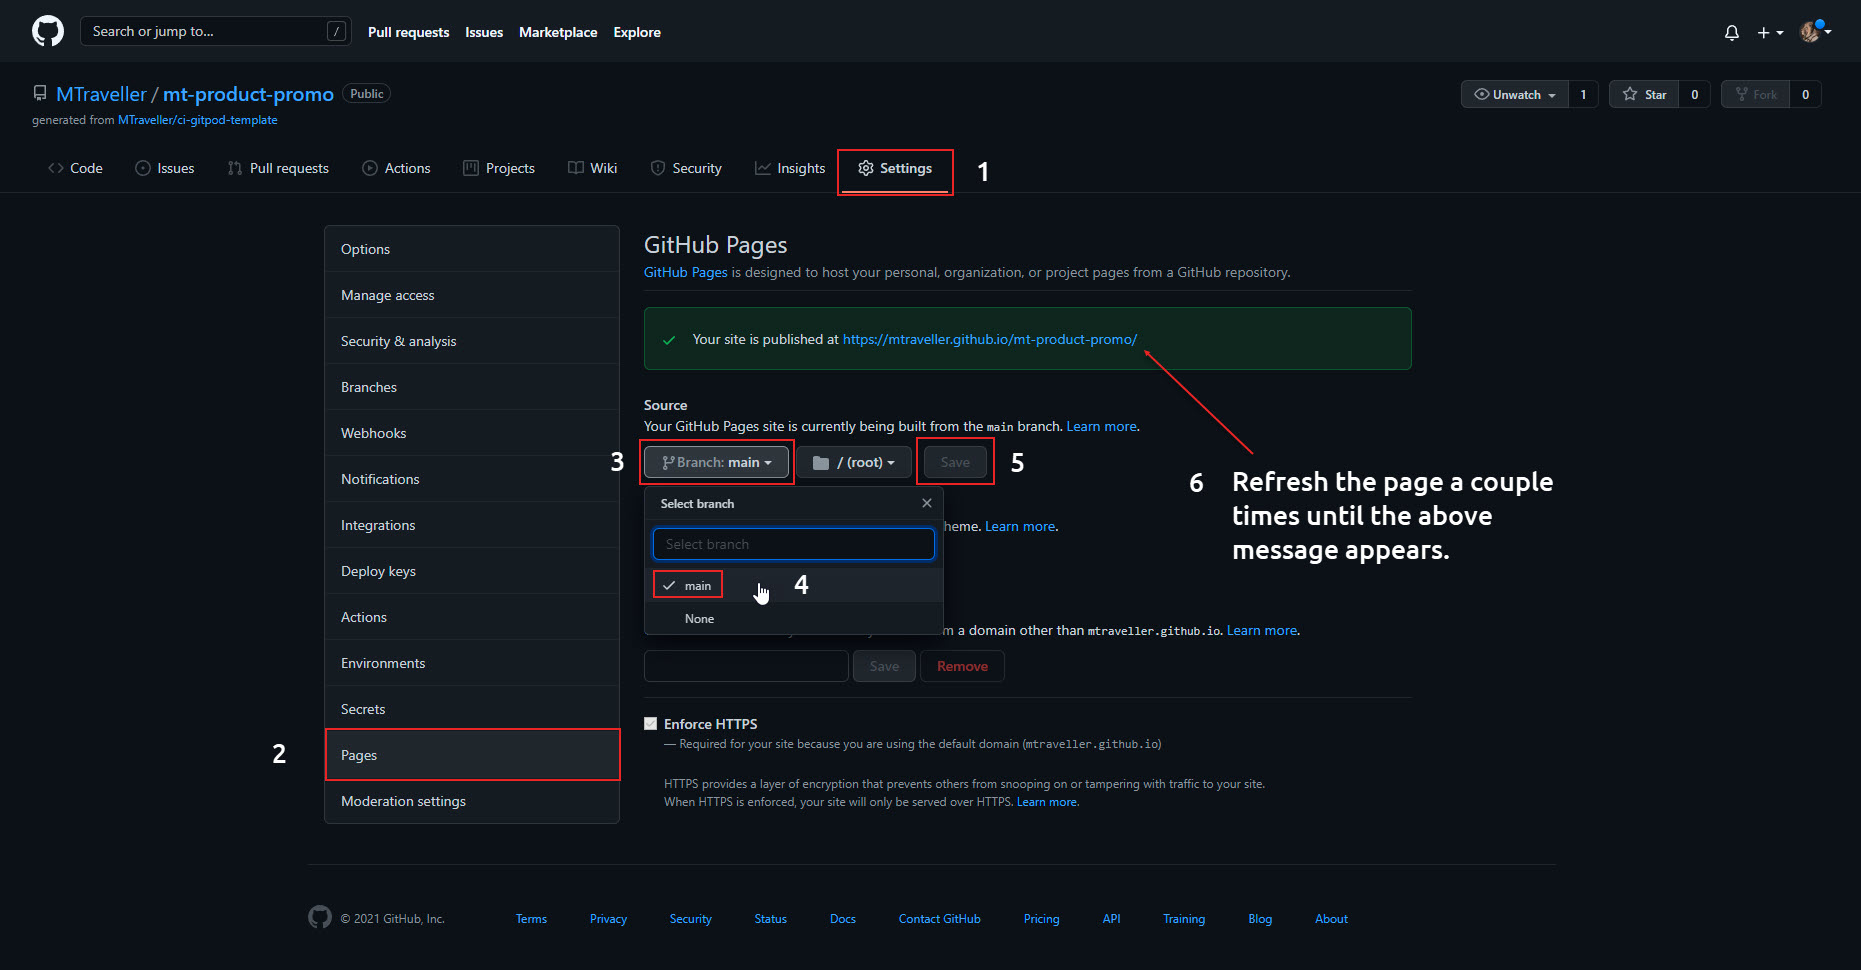 Search or jump to... /
Pull requests Issues Marketplace Explore
MTraveller / mt-product-promo Public
generated from MTraveller/ci-gitpod-template
Unwatch 1 Star 0 Fork 0
Code Issues Pull requests Actions Projects Wiki Security Insights Settings 1
Options
Manage access
Security & analysis
Branches
Webhooks
Notifications
Integrations
Deploy keys
Actions
Environments
Secrets
2 Pages
Moderation settings
GitHub Pages
GitHub Pages is designed to host your personal, organization, or project pages from a GitHub repository.
Your site is published at https://mtraveller.github.io/mt-product-promo/
Source
Your GitHub Pages site is currently being built from the main branch. Learn more.
3 Branch: main / (root) Save 5
Select branch
heme. Learn more.
Select branch
main 4
None
m a domain other than mtraveller.github.io. Learn more.
Save Remove
6 Refresh the page a couple
times until the above
message appears.
Enforce HTTPS
— Required for your site because you are using the default domain (mtraveller.github.io)
HTTPS provides a layer of encryption that prevents others from snooping on or tampering with traffic to your site.
When HTTPS is enforced, your site will only be served over HTTPS. Learn more.
© 2021 GitHub, Inc. Terms Privacy Security Status Docs Contact GitHub Pricing API Training Blog About